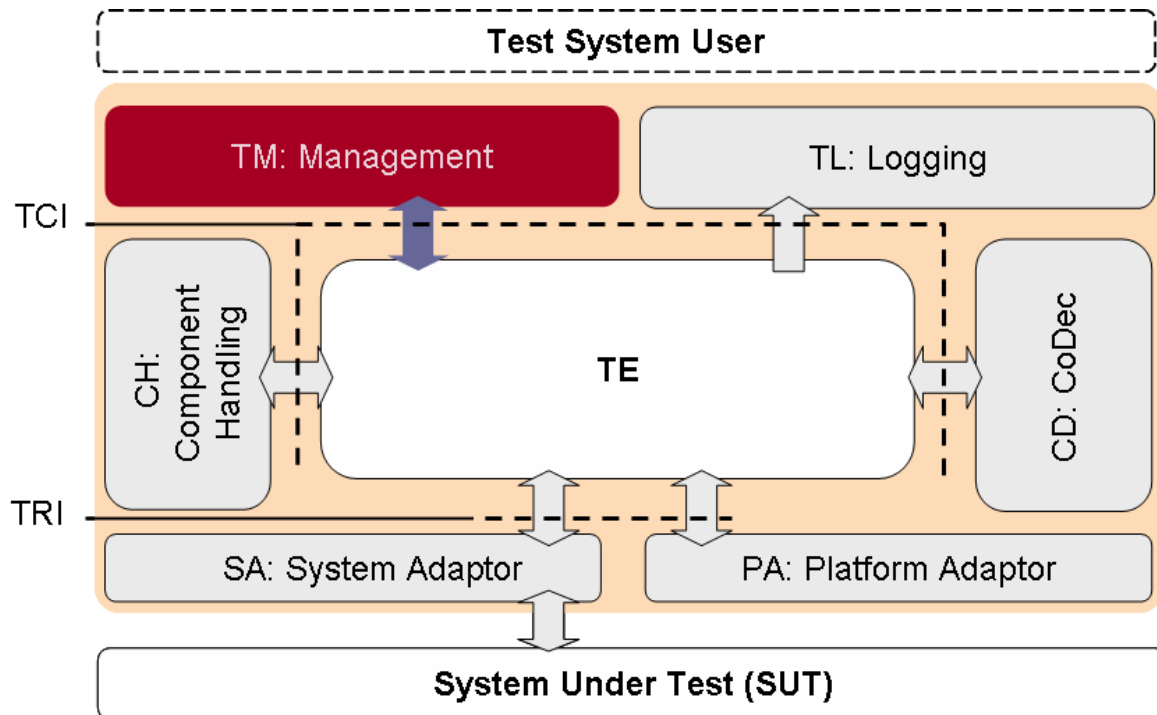 Test System User
TM: Management
TL: Logging
TCI
CH:
Component
Handling
TE
CD: CoDec
TRI
SA: System Adaptor
PA: Platform Adaptor
System Under Test (SUT)